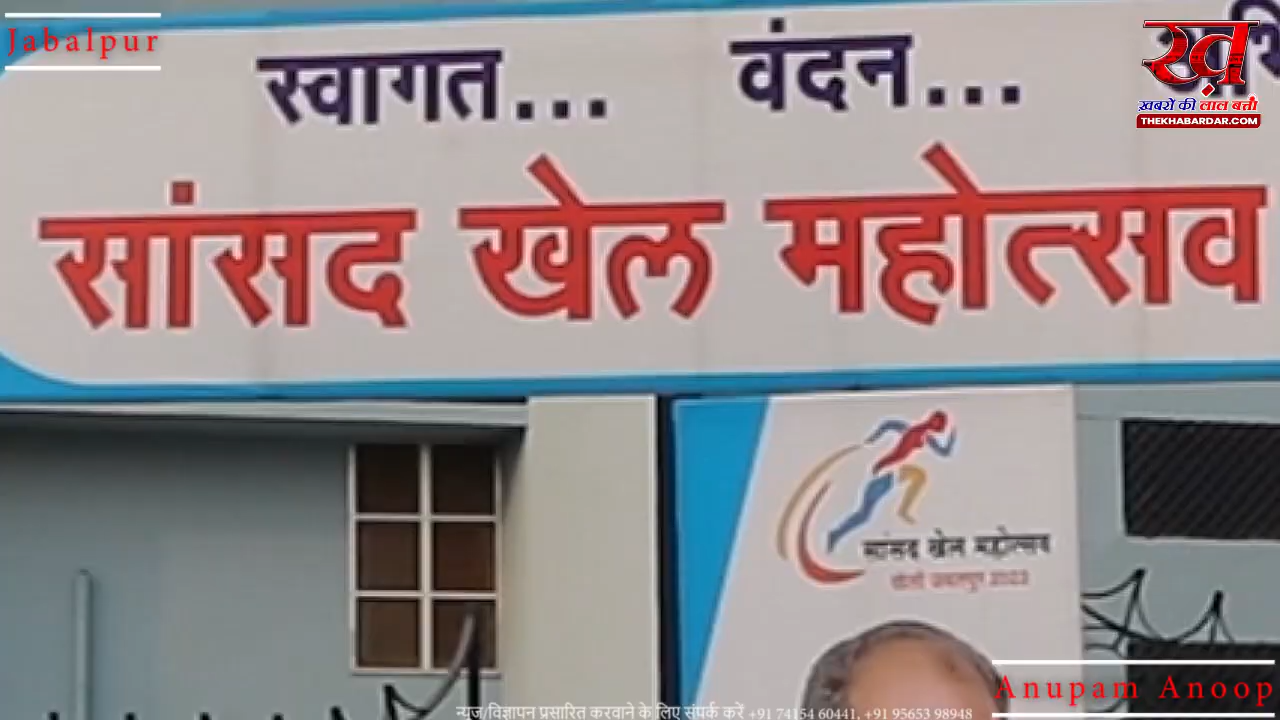 Jabalpur
स्वागत... वंदन...
सांसद खेल महोत्सव
ख़
ख़बरों की लाल बत्ती
THEKHABARDAR.COM
सांसद खेल महोत्सव
जबलपुर 2023
Anupam Anoop
न्यूज/विज्ञापन प्रसारित करवाने के लिए संपर्क करें +91 74154 60441, +91 95653 98948